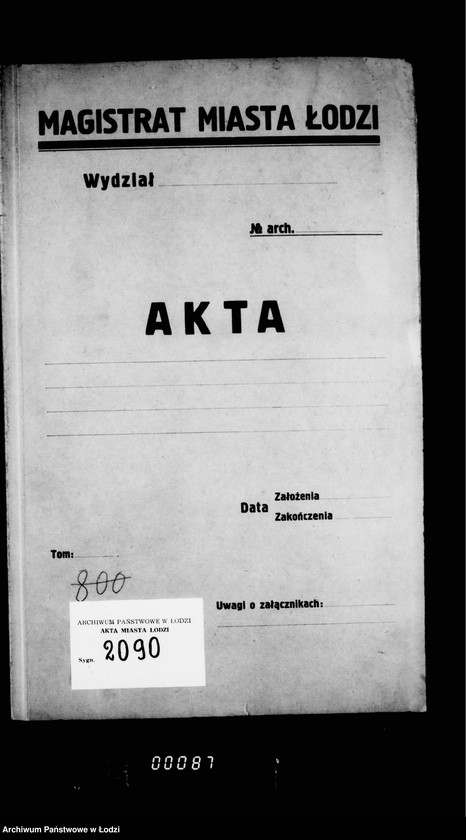 MAGISTRAT MIASTA ŁODZI
Wydział
№ arch.
AKTA
Data Założenia
Zakończenia
Tom:
800
Uwagi o załącznikach:
ARCHIWUM PAŃSTWOWE W ŁODZI
AKTA MIASTA ŁODZI
Sygn. 2090
00087
Archiwum Państwowe w Łodzi